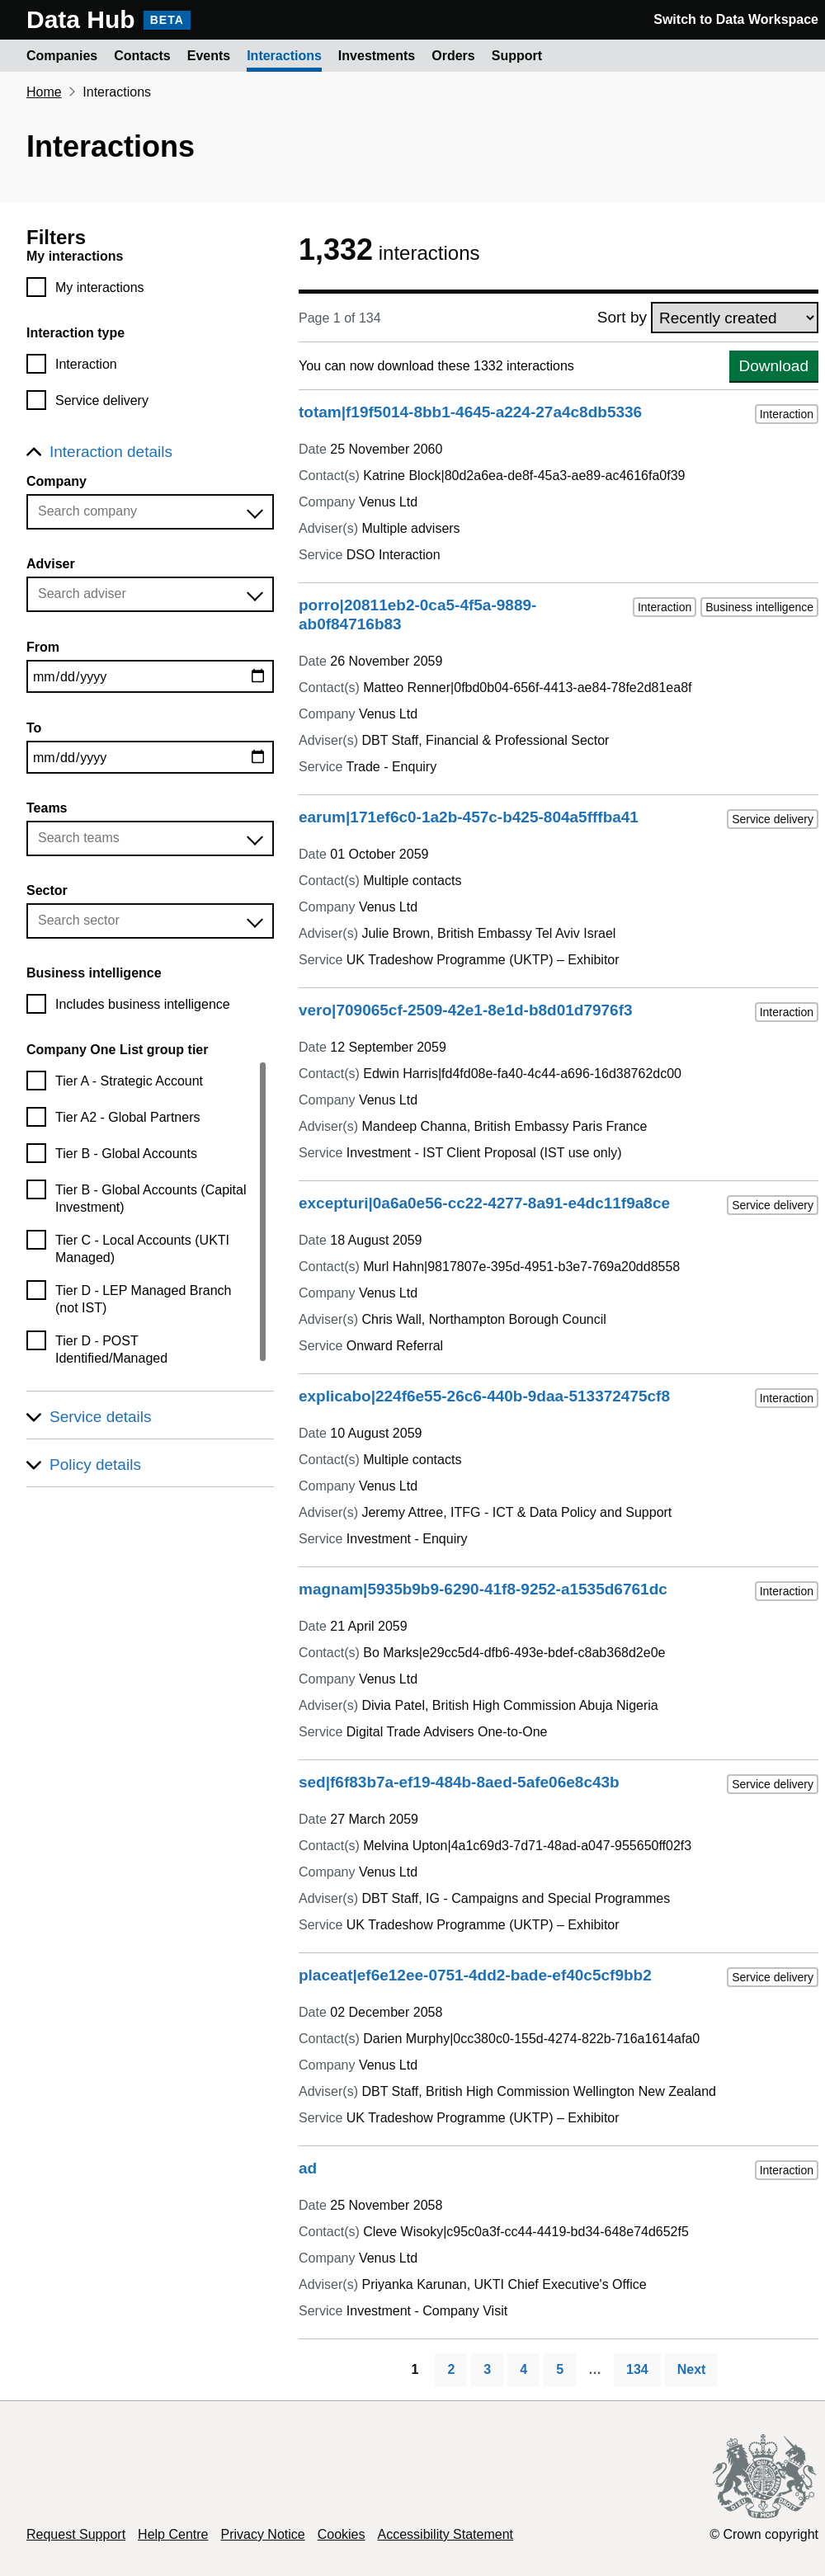 Data Hub BETA Switch to Data Workspace
Companies Contacts Events Interactions Investments Orders Support
Home Interactions
Interactions
Filters
My interactions
My interactions
Interaction type
Interaction
Service delivery
Interaction details
Company
Search company
Adviser
Search adviser
From
mm/dd/yyyy
To
mm/dd/yyyy
Teams
Search teams
Sector
Search sector
Business intelligence
Includes business intelligence
Company One List group tier
Tier A - Strategic Account
Tier A2 - Global Partners
Tier B - Global Accounts
Tier B - Global Accounts (Capital
Investment)
Tier C - Local Accounts (UKTI
Managed)
Tier D - LEP Managed Branch
(not IST)
Tier D - POST
Identified/Managed
Service details
Policy details
1,332 interactions
Page 1 of 134 Sort by Recently created
You can now download these 1332 interactions Download
totam|f19f5014-8bb1-4645-a224-27a4c8db5336 Interaction
Date 25 November 2060
Contact(s) Katrine Block|80d2a6ea-de8f-45a3-ae89-ac4616fa0f39
Company Venus Ltd
Adviser(s) Multiple advisers
Service DSO Interaction
porro|20811eb2-0ca5-4f5a-9889- Interaction Business intelligence
ab0f84716b83
Date 26 November 2059
Contact(s) Matteo Renner|0fbd0b04-656f-4413-ae84-78fe2d81ea8f
Company Venus Ltd
Adviser(s) DBT Staff, Financial & Professional Sector
Service Trade - Enquiry
earum|171ef6c0-1a2b-457c-b425-804a5fffba41 Service delivery
Date 01 October 2059
Contact(s) Multiple contacts
Company Venus Ltd
Adviser(s) Julie Brown, British Embassy Tel Aviv Israel
Service UK Tradeshow Programme (UKTP) – Exhibitor
vero|709065cf-2509-42e1-8e1d-b8d01d7976f3 Interaction
Date 12 September 2059
Contact(s) Edwin Harris|fd4fd08e-fa40-4c44-a696-16d38762dc00
Company Venus Ltd
Adviser(s) Mandeep Channa, British Embassy Paris France
Service Investment - IST Client Proposal (IST use only)
excepturi|0a6a0e56-cc22-4277-8a91-e4dc11f9a8ce Service delivery
Date 18 August 2059
Contact(s) Murl Hahn|9817807e-395d-4951-b3e7-769a20dd8558
Company Venus Ltd
Adviser(s) Chris Wall, Northampton Borough Council
Service Onward Referral
explicabo|224f6e55-26c6-440b-9daa-513372475cf8 Interaction
Date 10 August 2059
Contact(s) Multiple contacts
Company Venus Ltd
Adviser(s) Jeremy Attree, ITFG - ICT & Data Policy and Support
Service Investment - Enquiry
magnam|5935b9b9-6290-41f8-9252-a1535d6761dc Interaction
Date 21 April 2059
Contact(s) Bo Marks|e29cc5d4-dfb6-493e-bdef-c8ab368d2e0e
Company Venus Ltd
Adviser(s) Divia Patel, British High Commission Abuja Nigeria
Service Digital Trade Advisers One-to-One
sed|f6f83b7a-ef19-484b-8aed-5afe06e8c43b Service delivery
Date 27 March 2059
Contact(s) Melvina Upton|4a1c69d3-7d71-48ad-a047-955650ff02f3
Company Venus Ltd
Adviser(s) DBT Staff, IG - Campaigns and Special Programmes
Service UK Tradeshow Programme (UKTP) – Exhibitor
placeat|ef6e12ee-0751-4dd2-bade-ef40c5cf9bb2 Service delivery
Date 02 December 2058
Contact(s) Darien Murphy|0cc380c0-155d-4274-822b-716a1614afa0
Company Venus Ltd
Adviser(s) DBT Staff, British High Commission Wellington New Zealand
Service UK Tradeshow Programme (UKTP) – Exhibitor
ad Interaction
Date 25 November 2058
Contact(s) Cleve Wisoky|c95c0a3f-cc44-4419-bd34-648e74d652f5
Company Venus Ltd
Adviser(s) Priyanka Karunan, UKTI Chief Executive's Office
Service Investment - Company Visit
1 2 3 4 5 … 134 Next
Request Support Help Centre Privacy Notice Cookies Accessibility Statement © Crown copyright